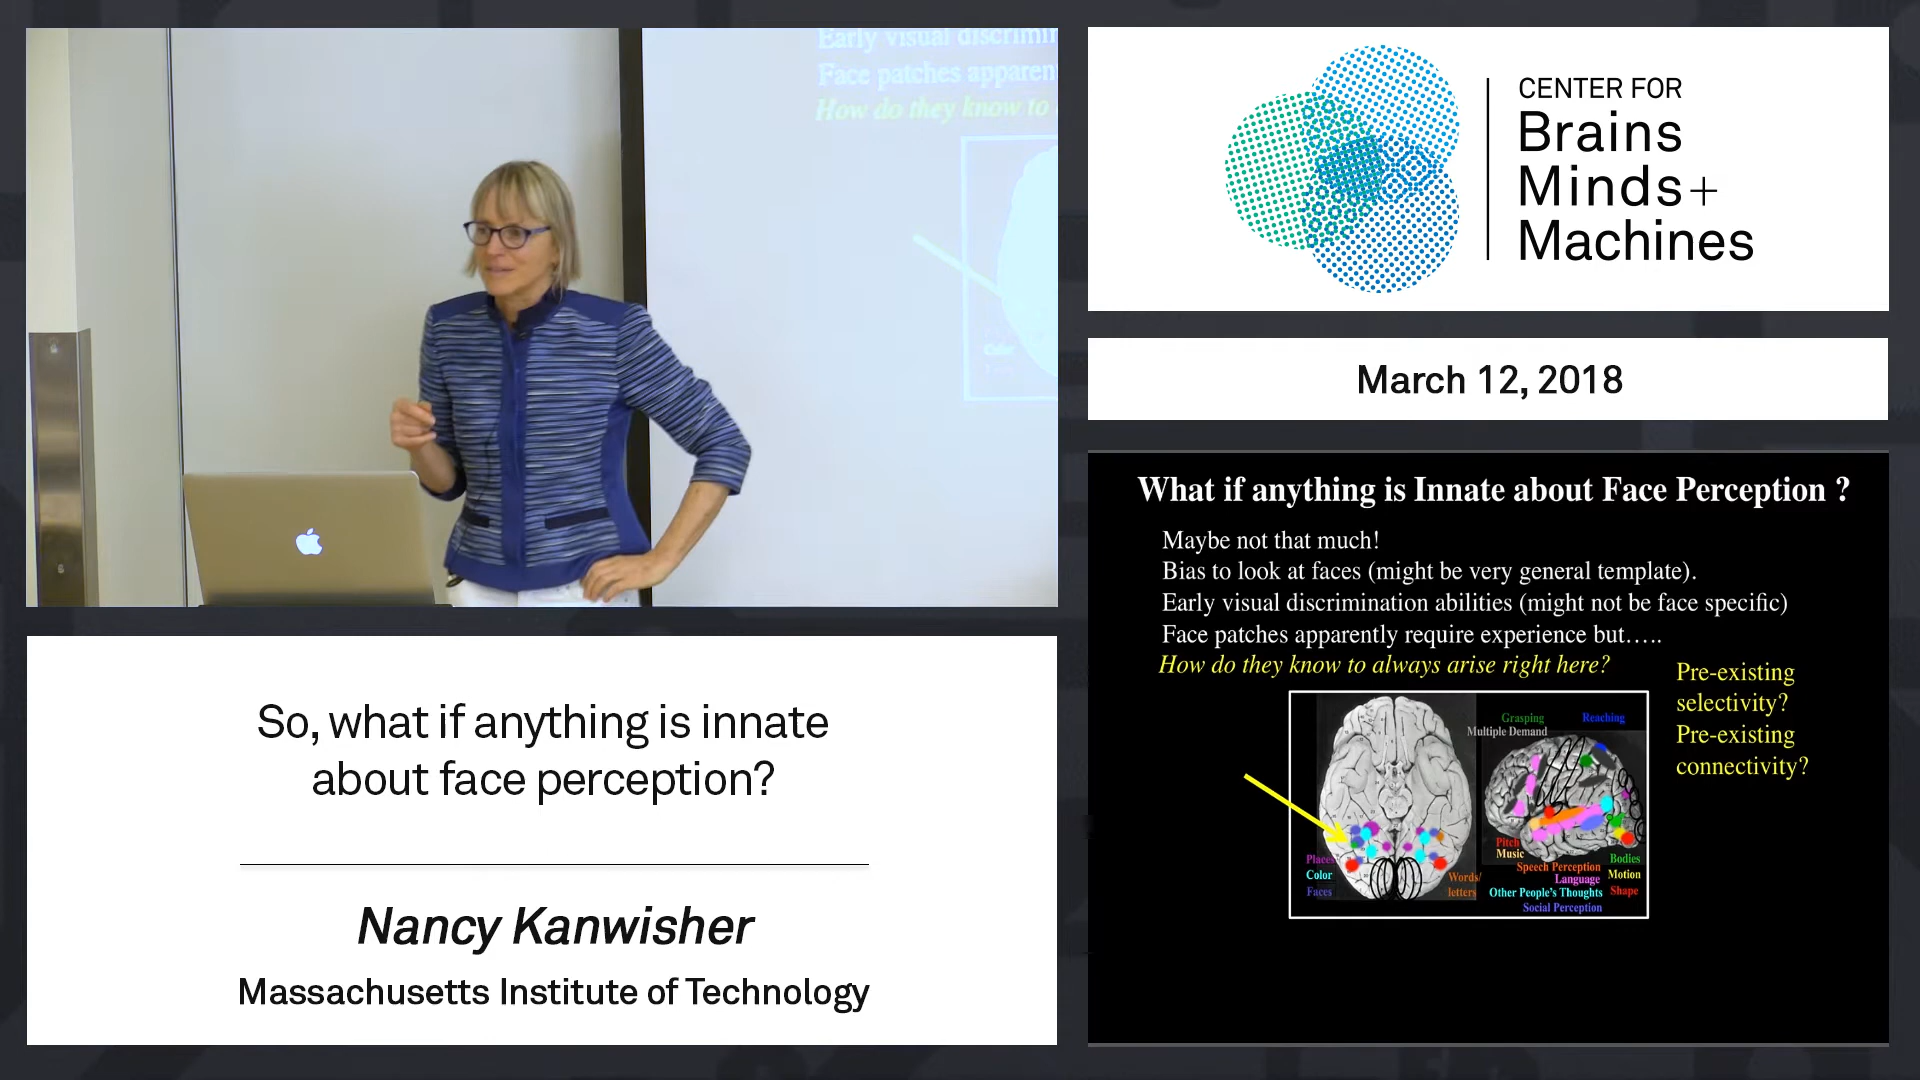 Early visual discrimin
Face patches apparen
How do they know to
Color
CENTER FOR
Brains
Minds+
Machines
March 12, 2018
So, what if anything is innate
about face perception?
Nancy Kanwisher
Massachusetts Institute of Technology
What if anything is Innate about Face Perception ?
Maybe not that much!
Bias to look at faces (might be very general template).
Early visual discrimination abilities (might not be face specific)
Face patches apparently require experience but…..
How do they know to always arise right here?
Pre-existing
selectivity?
Pre-existing
connectivity?
Grasping
Reaching
Multiple Demand
Places
Color
Faces
Words/
letters
Pitch
Music
Speech Perception
Language
Other People's Thoughts
Social Perception
Bodies
Motion
Shape